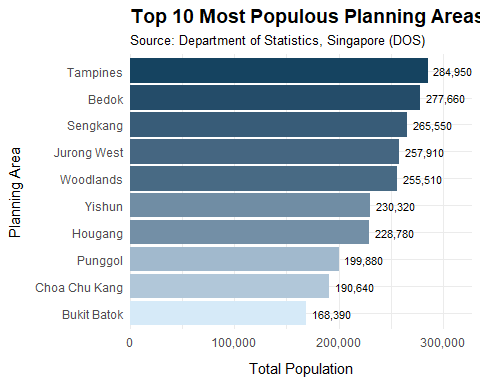 Top 10 Most Populous Planning Areas
Source: Department of Statistics, Singapore (DOS)
Planning Area
Tampines 284,950
Bedok 277,660
Sengkang 265,550
Jurong West 257,910
Woodlands 255,510
Yishun 230,320
Hougang 228,780
Punggol 199,880
Choa Chu Kang 190,640
Bukit Batok 168,390
0 100,000 200,000 300,000
Total Population